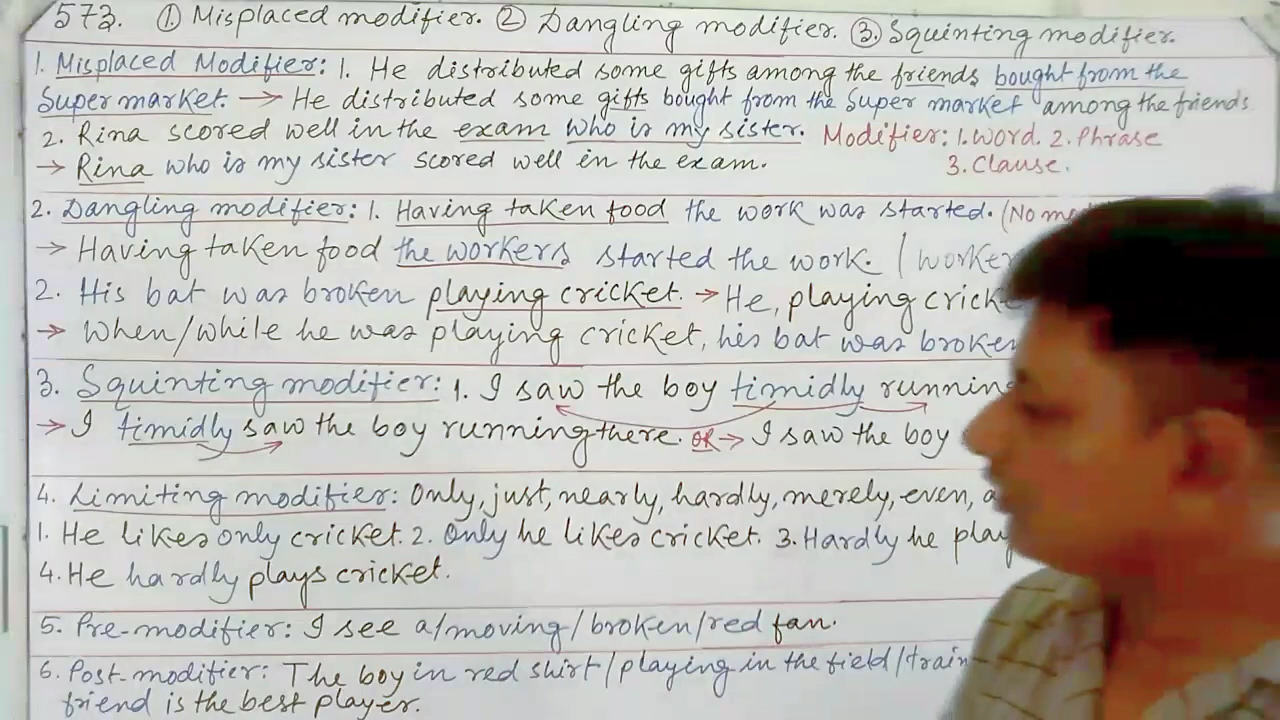 573. ① Misplaced modifier. ② Dangling modifier. ③ Squinting modifier.
1. Misplaced Modifier: 1. He distributed some gifts among the friends bought from the
Super market. → He distributed some gifts bought from the Super market among the friends
2. Rina scored well in the exam who is my sister. Modifier: 1. Word. 2. Phrase
→ Rina who is my sister scored well in the exam. 3. Clause.
2. Dangling modifier: 1. Having taken food the work was started. (No
→ Having taken food the workers started the work. (
2. His bat was broken playing cricket. → He, playing
→ When/while he was playing cricket, his bat was broken
3. Squinting modifier: 1. I saw the boy timidly running
→ I timidly saw the boy running there. OR → I saw the boy
4. Limiting modifier: Only, just, nearly, hardly, merely, even,
1. He likes only cricket. 2. Only he likes cricket. 3. Hardly he
4. He hardly plays cricket.
5. Pre-modifier: I see a/moving/broken/red fan.
6. Post-modifier: The boy in red shirt/playing in the field/
friend is the best player.